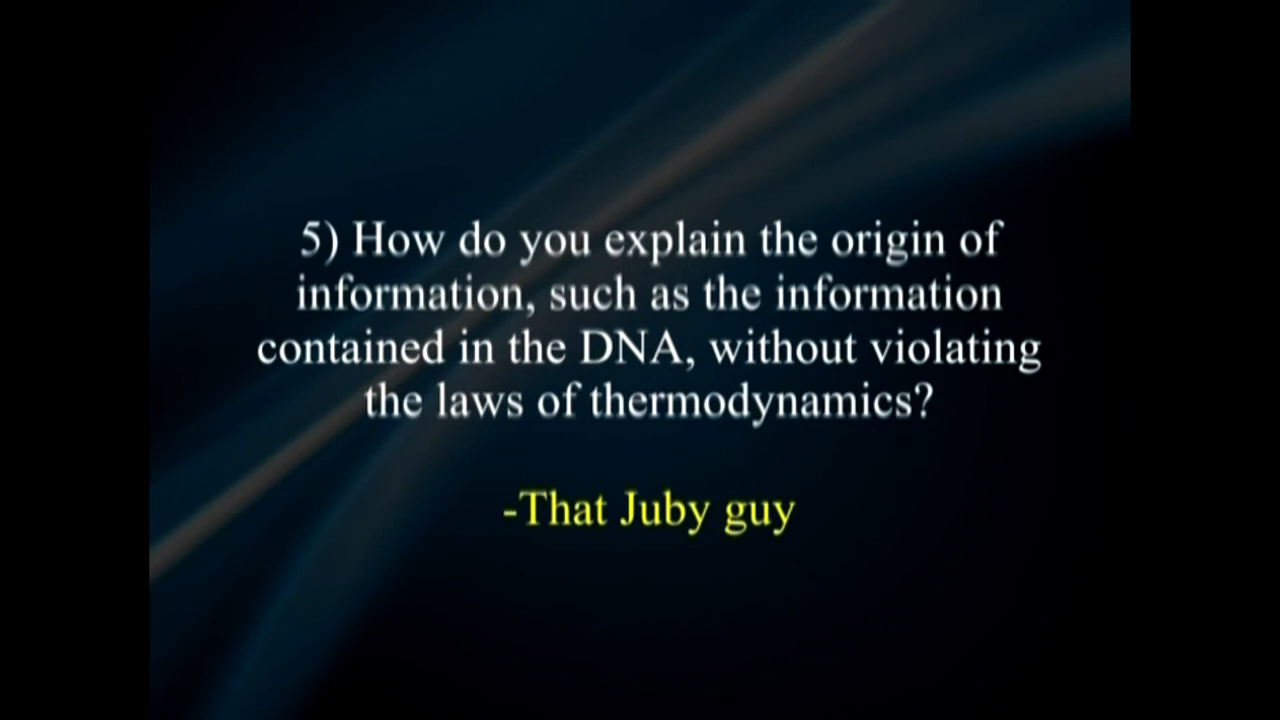 5) How do you explain the origin of
information, such as the information
contained in the DNA, without violating
the laws of thermodynamics?
-That Juby guy